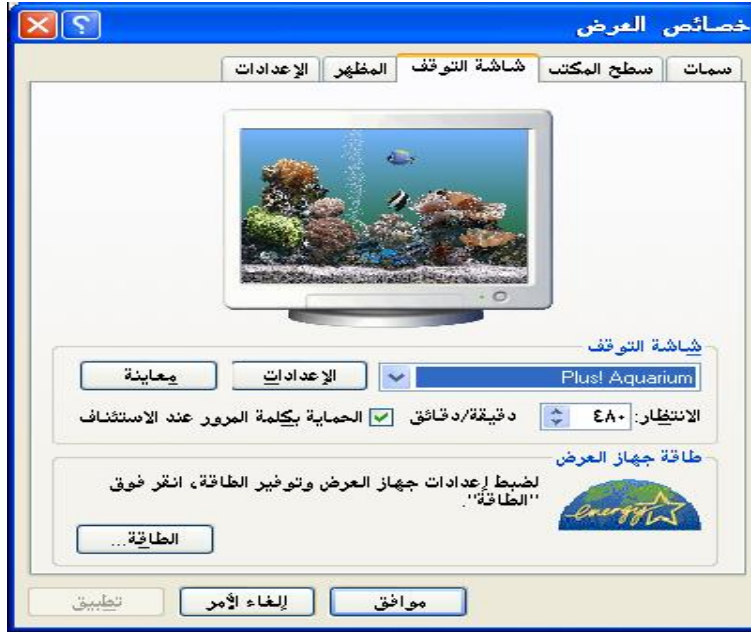 خصائص العرض
سمات سطح المكتب شاشة التوقف المظهر الإعدادات
شاشة التوقف
Plus! Aquarium الإعدادات معاينة
الانتظار: ٤٨٠ دقيقة/دقائق الحماية بكلمة المرور عند الاستئناف
طاقة جهاز العرض
لضبط إعدادات جهاز العرض وتوفير الطاقة، انقر فوق
"الطاقة".
energy
الطاقة...
موافق إلغاء الأمر تطبيق